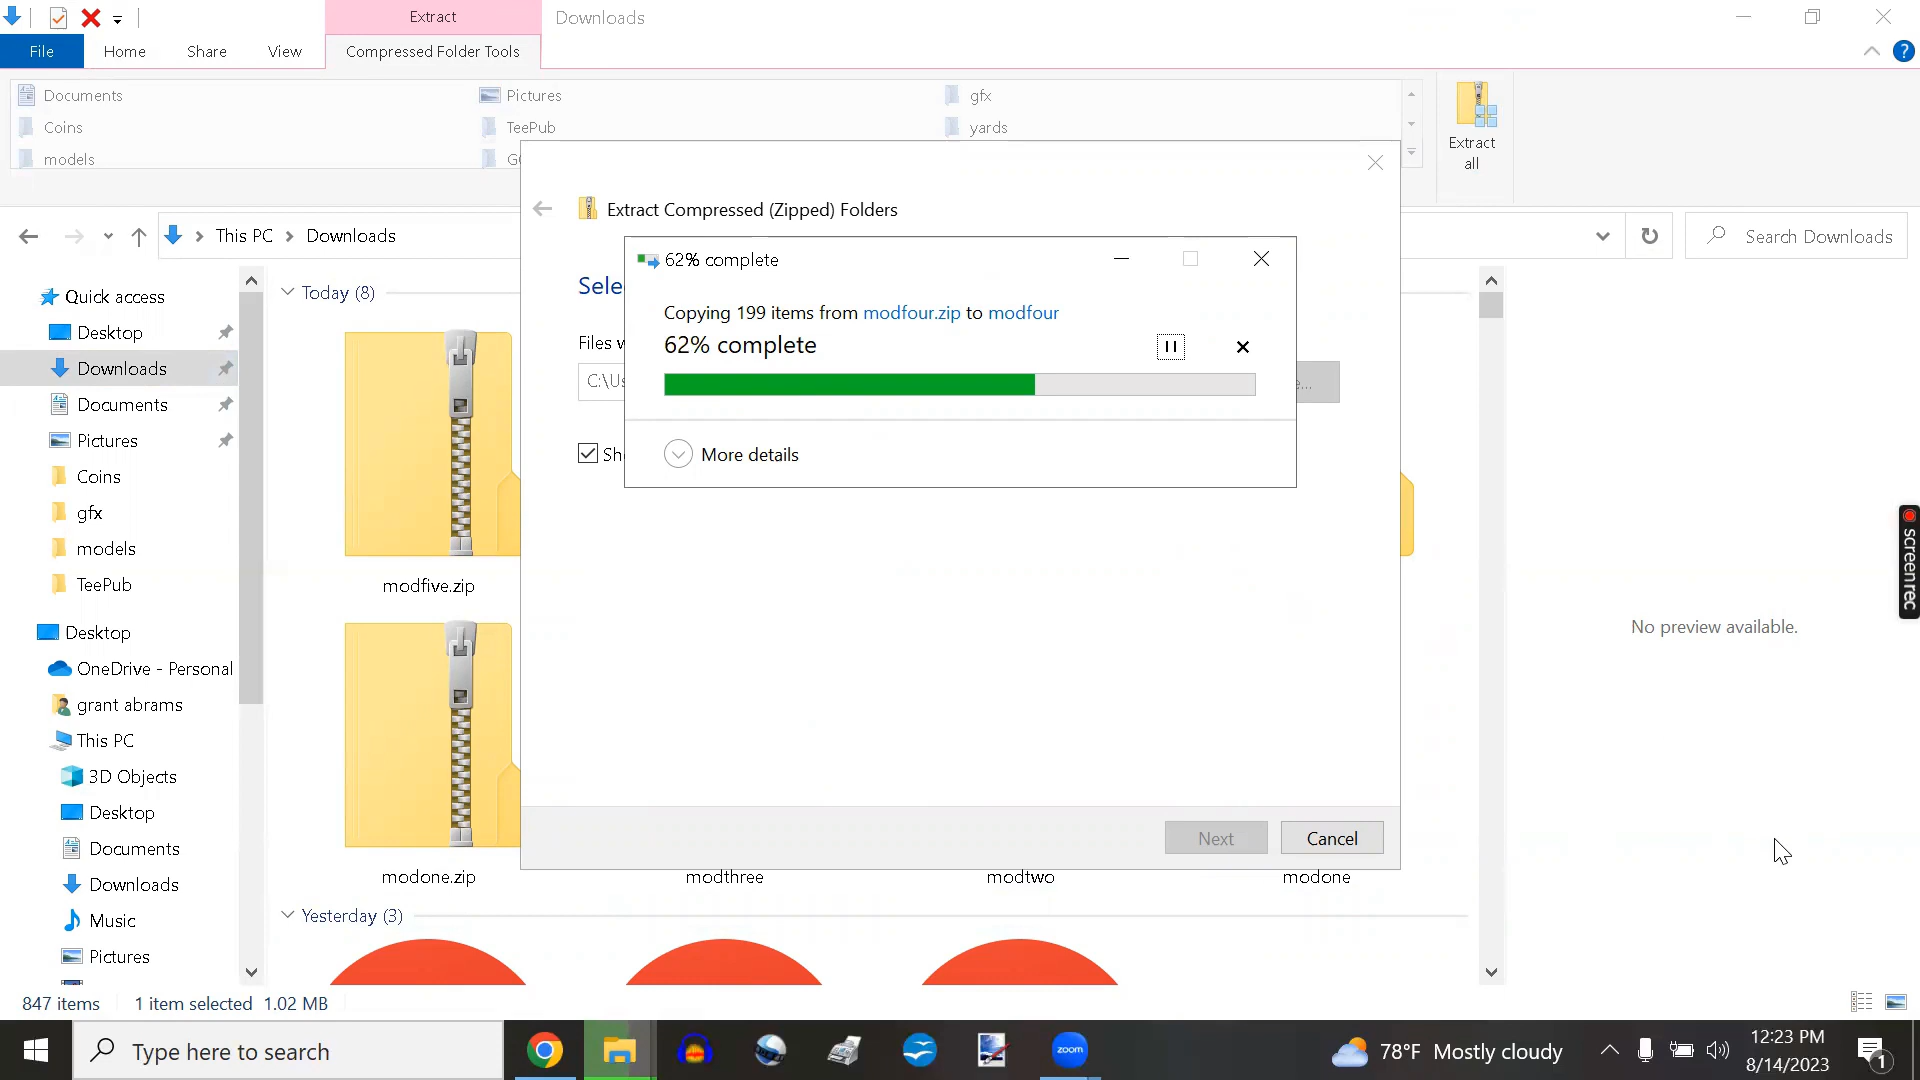 Extract
Downloads
File
Home
Share
View
Compressed Folder Tools
Documents
Pictures
gfx
Coins
TeePub
yards
models
Extract
all
Extract Compressed (Zipped) Folders
This PC
Downloads
Search Downloads
62% complete
Copying 199 items from modfour.zip to modfour
62% complete
More details
Files
C:\Us
Next
Cancel
Quick access
Desktop
Downloads
Documents
Pictures
Coins
gfx
models
TeePub
Desktop
OneDrive - Personal
grant abrams
This PC
3D Objects
Desktop
Documents
Downloads
Music
Pictures
Today (8)
modfive.zip
modone.zip
modthree
modtwo
modone
Yesterday (3)
No preview available.
screenrec
847 items
1 item selected 1.02 MB
Type here to search
zoom
78°F Mostly cloudy
12:23 PM
8/14/2023
1